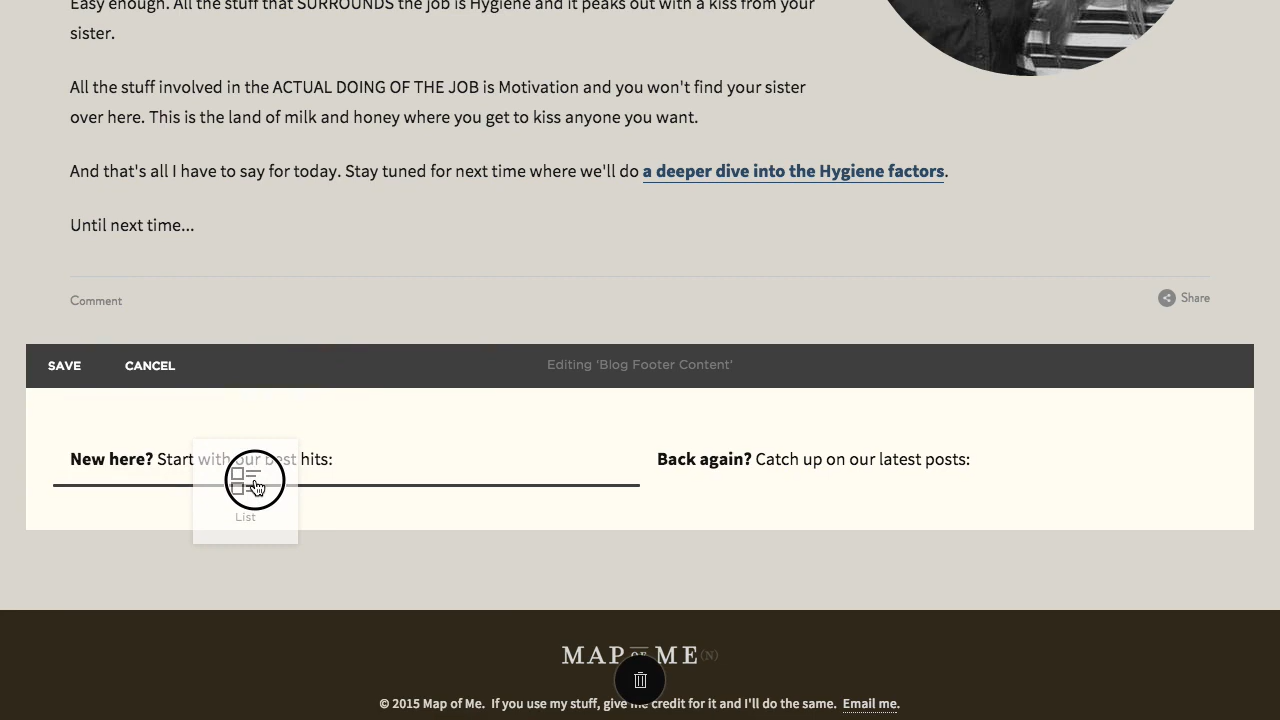 Easy enough. All the stuff that SURROUNDS the job is Hygiene and it peaks out with a kiss from your
sister.
All the stuff involved in the ACTUAL DOING OF THE JOB is Motivation and you won't find your sister
over here. This is the land of milk and honey where you get to kiss anyone you want.
And that's all I have to say for today. Stay tuned for next time where we'll do a deeper dive into the Hygiene factors.
Until next time...
Comment
Share
SAVE CANCEL Editing 'Blog Footer Content'
New here? Start with our best hits:
Back again? Catch up on our latest posts:
List
MAP OF ME (N)
© 2015 Map of Me. If you use my stuff, give me credit for it and I'll do the same. Email me.